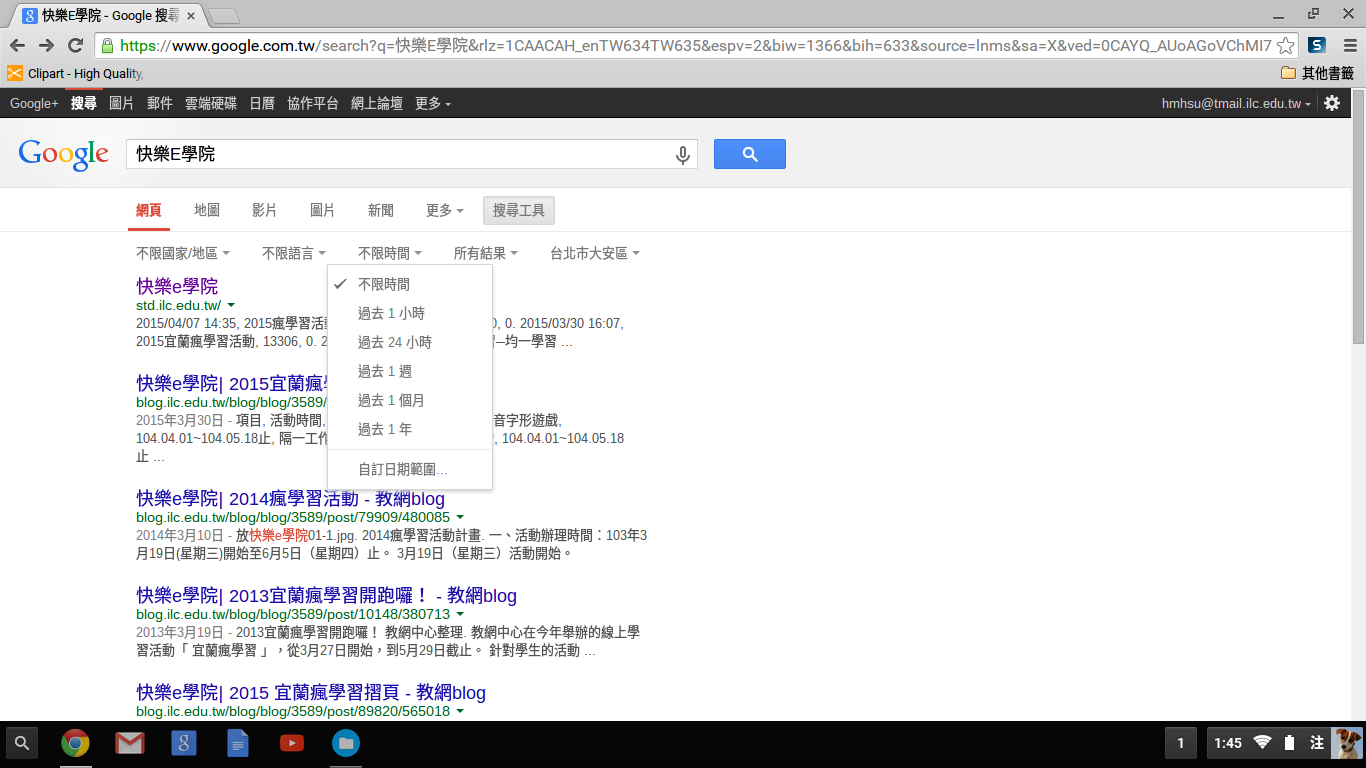 快樂E學院 - Google 搜尋
https://www.google.com.tw/search?q=快樂E學院&rlz=1CAACAH_enTW634TW635&espv=2&biw=1366&bih=633&source=lnms&sa=X&ved=0CAYQ_AUoAGoVChMI7
Clipart - High Quality,
其他書籤
Google+ 搜尋 圖片 郵件 雲端硬碟 日曆 協作平台 網上論壇 更多
hmhsu@tmail.ilc.edu.tw
Google
快樂E學院
網頁 地圖 影片 圖片 新聞 更多 搜尋工具
不限國家/地區 不限語言 不限時間 所有結果 台北市大安區
不限時間
過去 1 小時
過去 24 小時
過去 1 週
過去 1 個月
過去 1 年
自訂日期範圍...
快樂e學院
std.ilc.edu.tw/
2015/04/07 14:35, 2015瘋學習活 0, 0. 2015/03/30 16:07,
2015宜蘭瘋學習活動, 13306, 0. 2 ─均一學習 ...
快樂e學院| 2015宜蘭瘋
blog.ilc.edu.tw/blog/blog/3589/
2015年3月30日 - 項目, 活動時間, 音字形遊戲,
104.04.01~104.05.18止, 隔一工作 , 104.04.01~104.05.18
止 ...
快樂e學院| 2014瘋學習活動 - 教網blog
blog.ilc.edu.tw/blog/blog/3589/post/79909/480085
2014年3月10日 - 放快樂e學院01-1.jpg. 2014瘋學習活動計畫. 一、活動辦理時間：103年3
月19日(星期三)開始至6月5日（星期四）止。 3月19日（星期三）活動開始。
快樂e學院| 2013宜蘭瘋學習開跑囉！ - 教網blog
blog.ilc.edu.tw/blog/blog/3589/post/10148/380713
2013年3月19日 - 2013宜蘭瘋學習開跑囉！ 教網中心整理. 教網中心在今年舉辦的線上學
習活動「 宜蘭瘋學習 」，從3月27日開始，到5月29日截止。 針對學生的活動 ...
快樂e學院| 2015 宜蘭瘋學習摺頁 - 教網blog
blog.ilc.edu.tw/blog/blog/3589/post/89820/565018
1
1:45
注